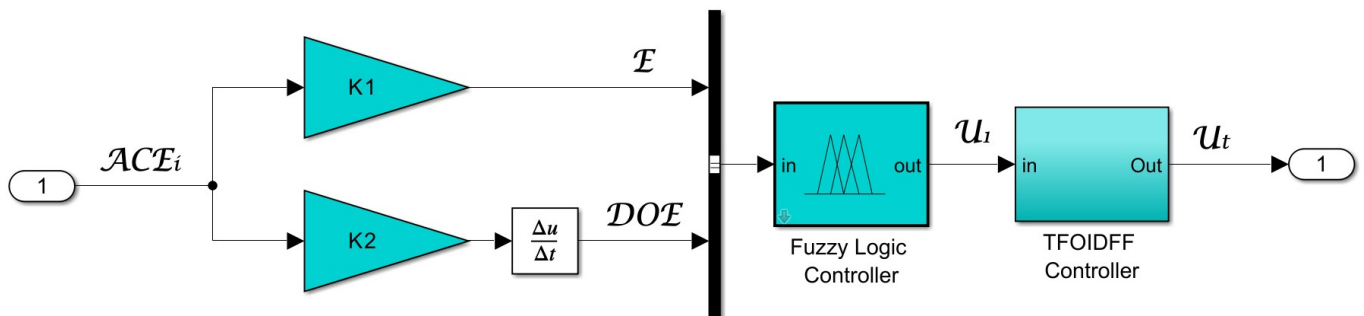 1
ACEi
K1
K2
Δu
Δt
E
DOE
in
out
Fuzzy Logic
Controller
U1
in
Out
TFOIDFF
Controller
Ut
1